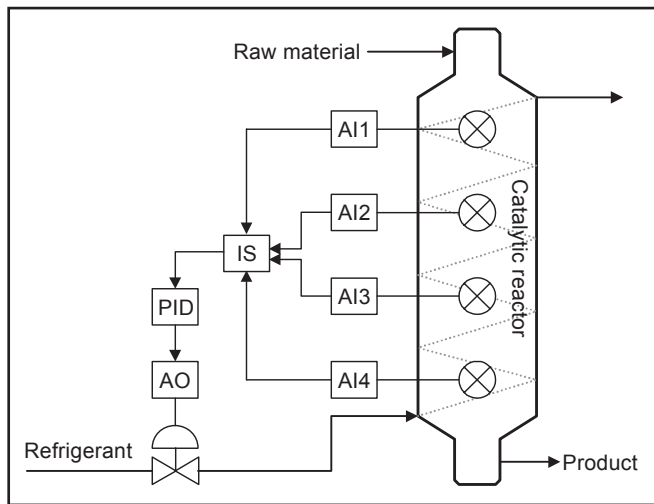 Raw material
AI1
AI2
Catalytic reactor
IS
AI3
PID
AO
AI4
Refrigerant
Product